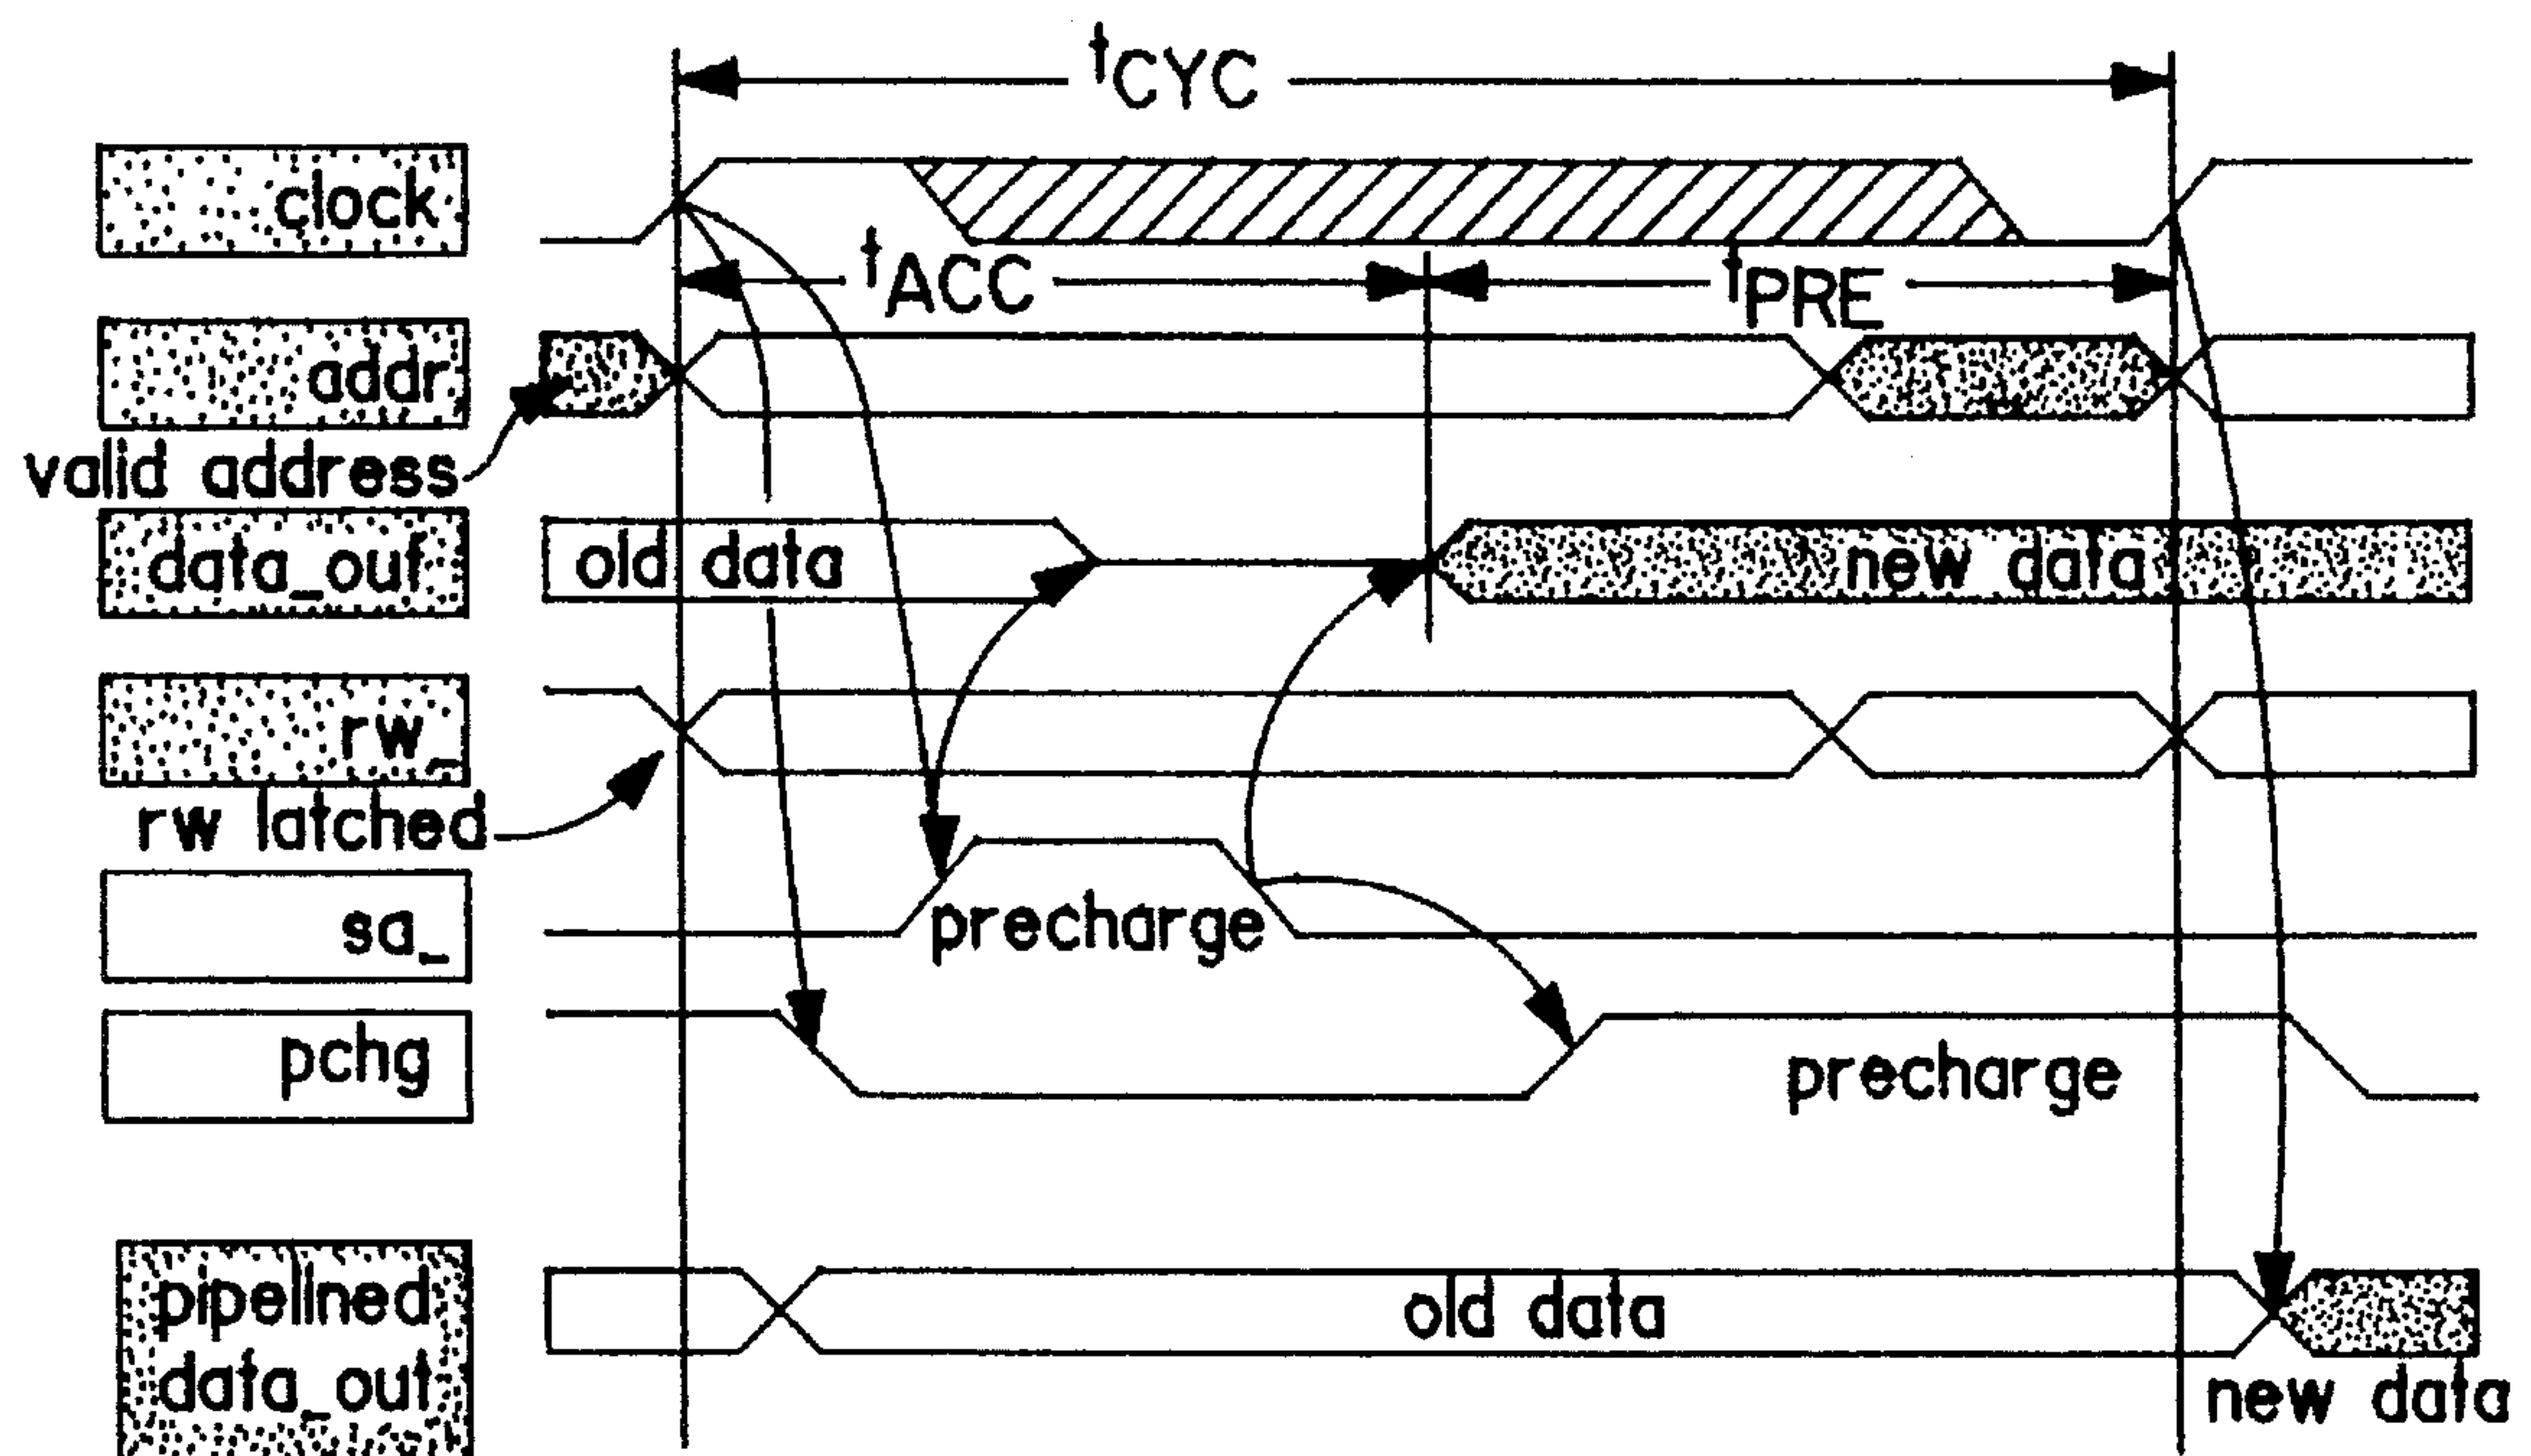 tCYC
clock
tACC
tPRE
addr
valid address
data_out
old data
new data
rw_
rw latched
sa_
precharge
pchg
precharge
pipelined
data_out
old data
new data